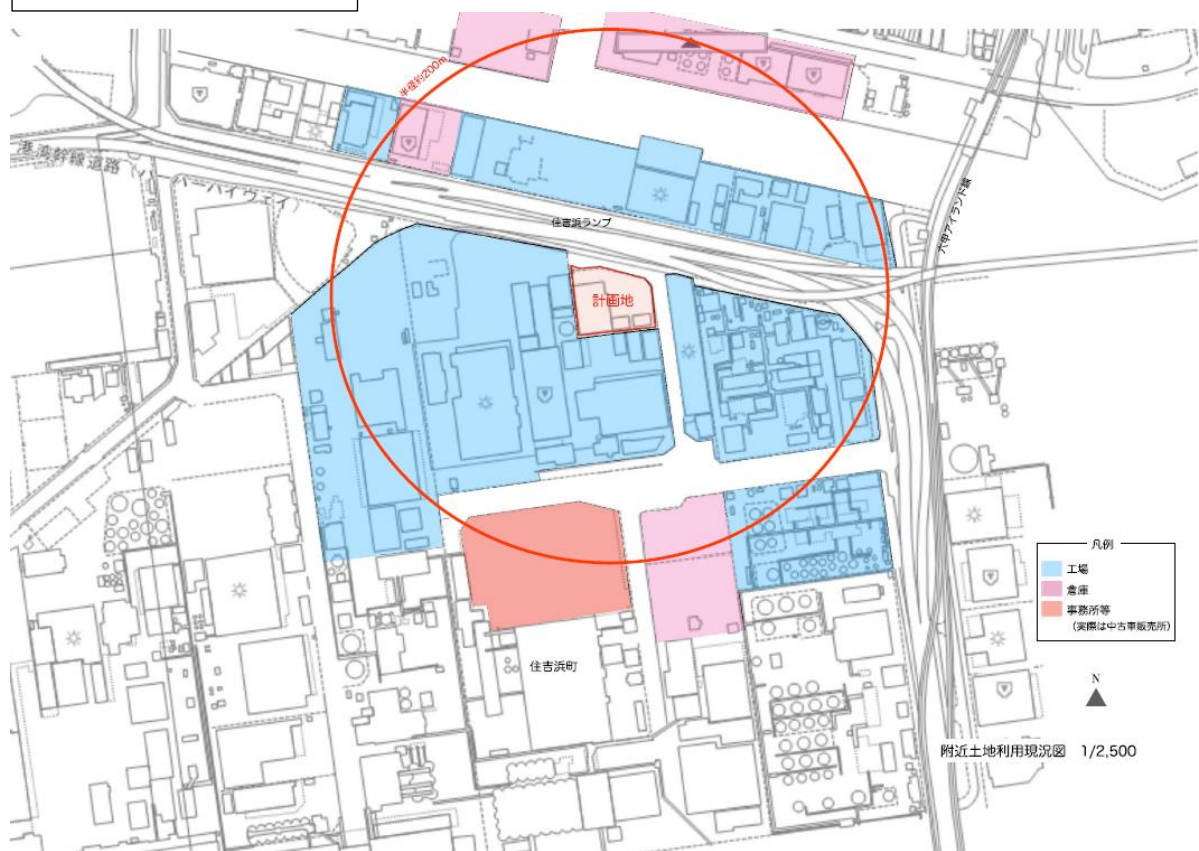 半径約200m
港湾幹線道路
ハーバーハイウェイ
六甲アイランド線
住吉浜ランプ
計画地
凡例
工場
倉庫
事務所等
(実際は中古車販売所)
住吉浜町
N
附近土地利用現況図 1/2,500